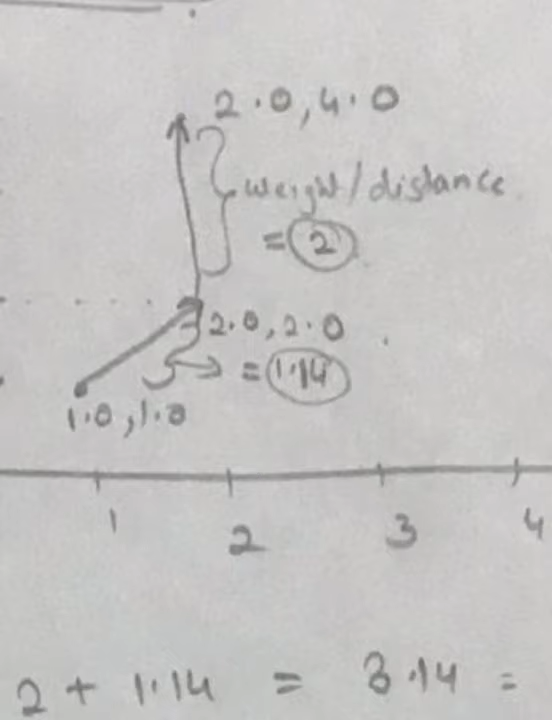 2.0, 4.0
weight/distance
= 2
2.0, 2.0
= 1.14
1.0, 1.0
1 2 3 4
2 + 1.14 = 3.14 =